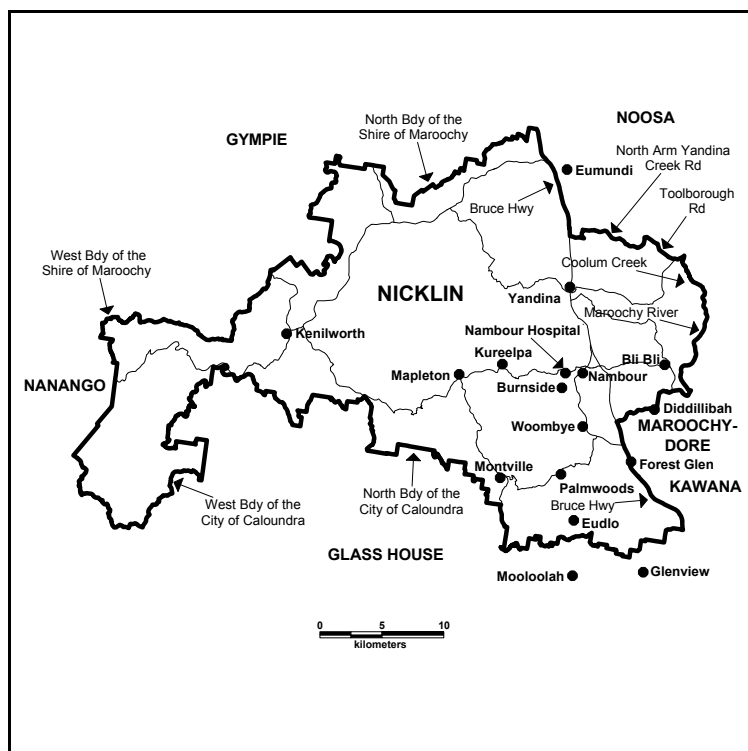 NOOSA
North Bdy of the
Shire of Maroochy
GYMPIE
North Arm Yandina
Creek Rd
Eumundi
Toolborough
Rd
Bruce Hwy
West Bdy of the
Shire of Maroochy
Coolum Creek
NICKLIN
Yandina
Maroochy River
Kenilworth
Nambour Hospital
Kureelpa
Bli Bli
NANANGO
Mapleton
Nambour
Burnside
Diddillibah
MAROOCHY-
DORE
Woombye
Forest Glen
Montville
KAWANA
Palmwoods
West Bdy of the
City of Caloundra
North Bdy of the
City of Caloundra
Bruce Hwy
Eudlo
GLASS HOUSE
Mooloolah
Glenview
0 5 10
kilometers